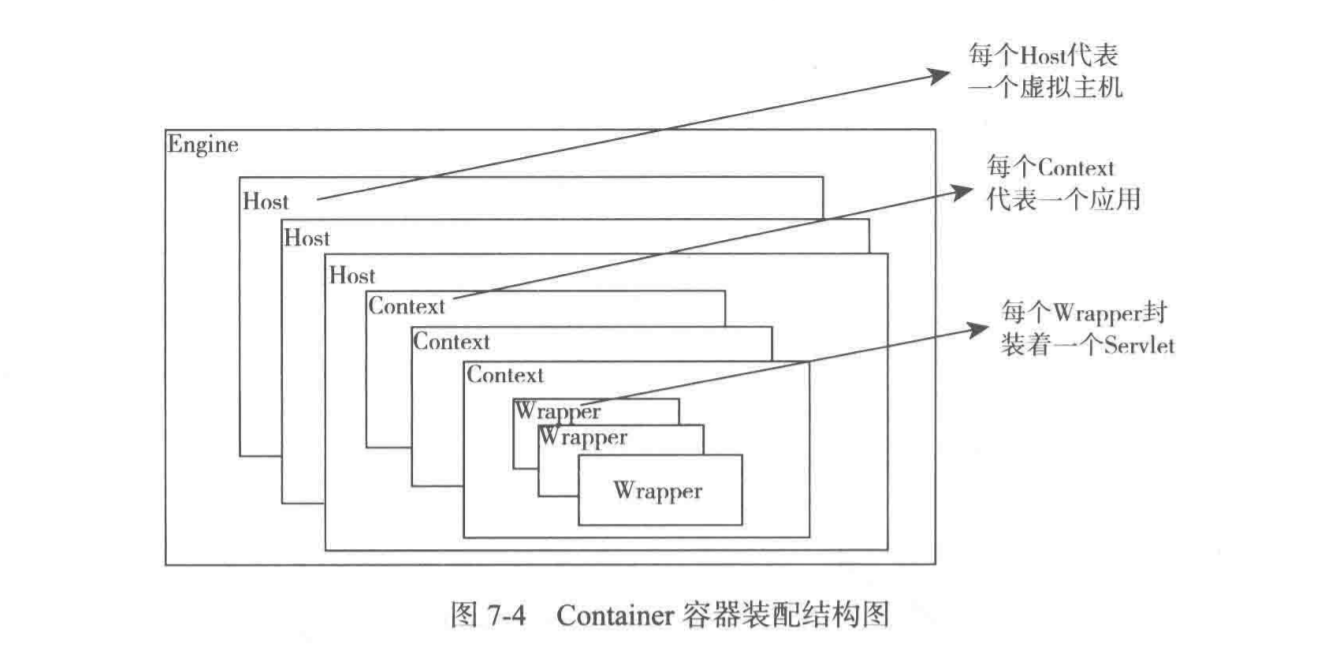 每个Host代表
一个虚拟主机
Engine
每个Context
代表一个应用
Host
Host
Host
Context
每个Wrapper封
装着一个Servlet
Context
Context
Wrapper
Wrapper
Wrapper
图 7-4 Container 容器装配结构图